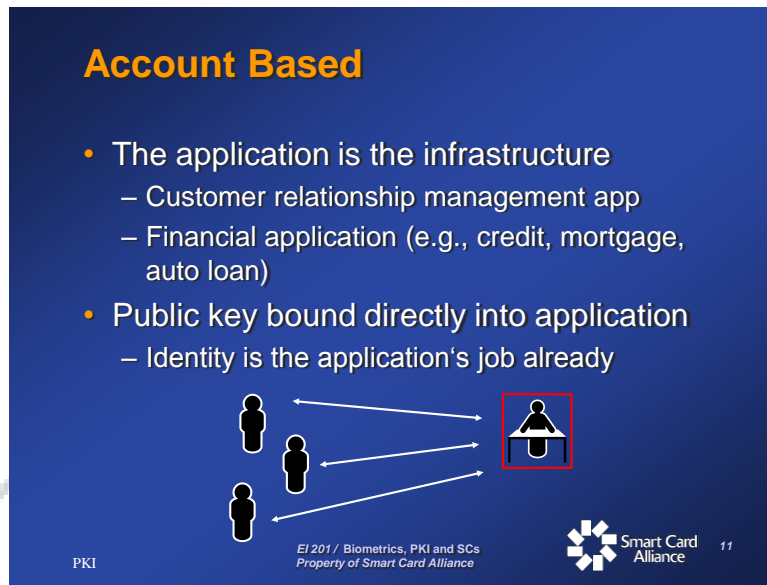 Account Based
• The application is the infrastructure
– Customer relationship management app
– Financial application (e.g., credit, mortgage,
auto loan)
• Public key bound directly into application
– Identity is the application‘s job already
PKI
EI 201 / Biometrics, PKI and SCs
Property of Smart Card Alliance
Smart Card
Alliance
11